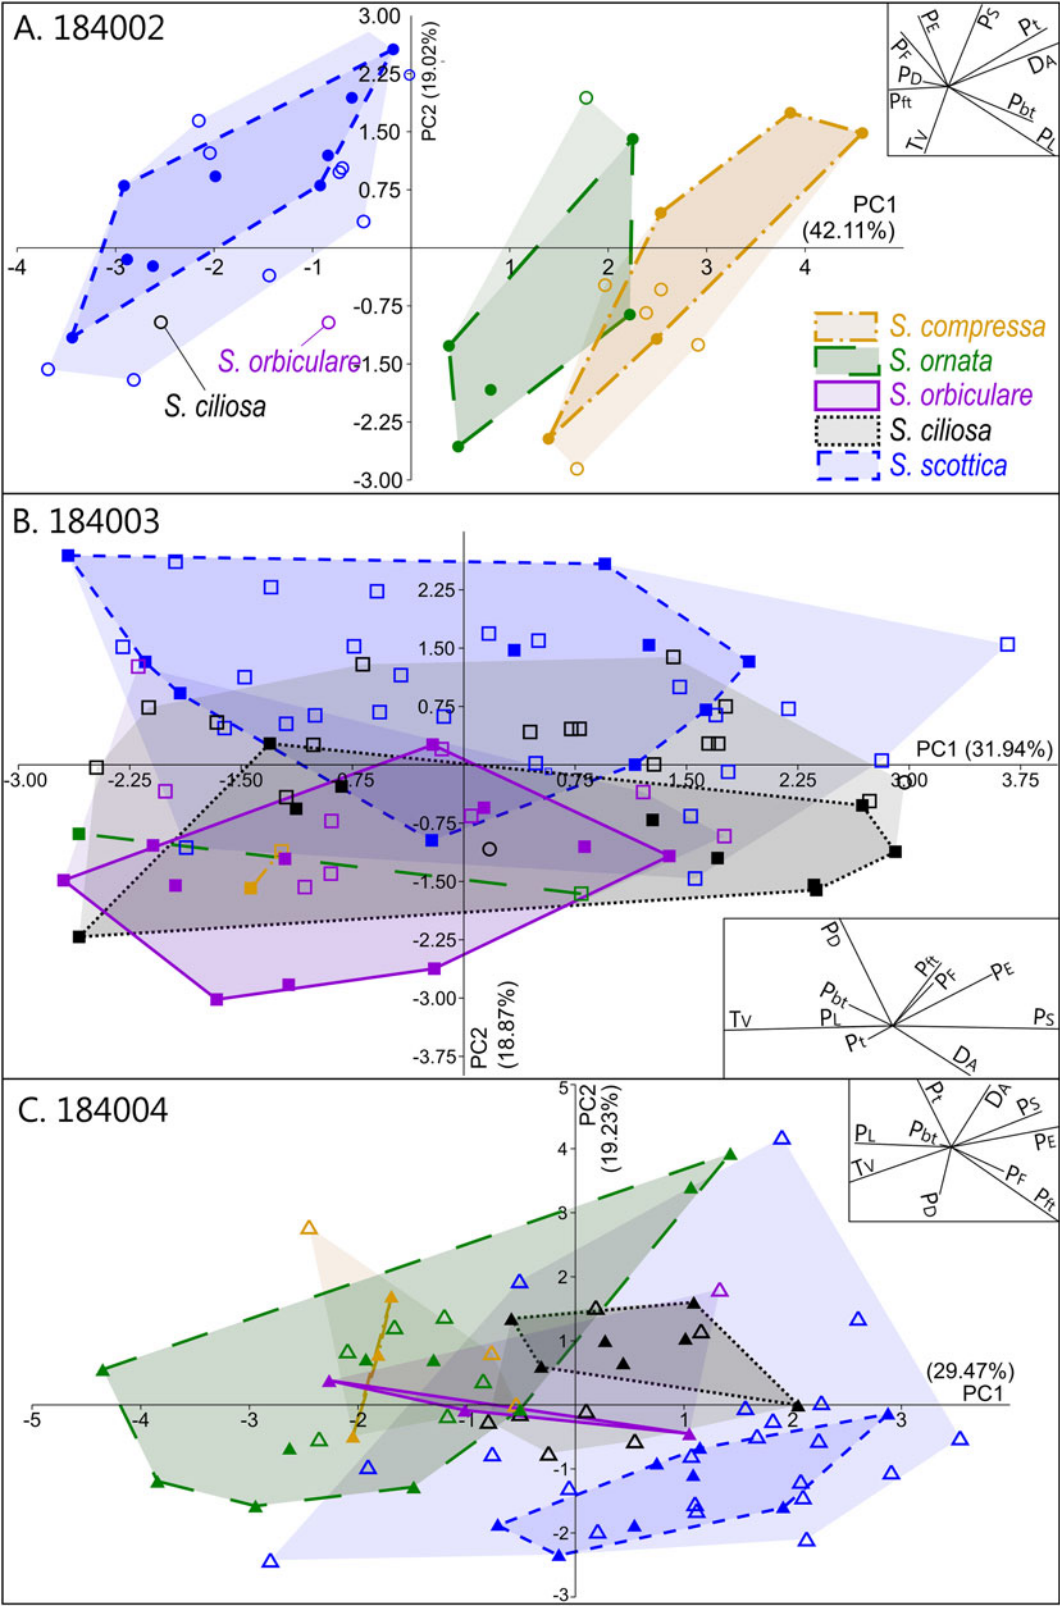 A. 184002
3.00
2.25
1.50
0.75
-0.75
-1.50
-2.25
-3.00
PC2 (19.02%)
-4
-3
-2
-1
1
2
3
4
PC1
(42.11%)
PE
PS
Pt
DA
PF
PD
Pft
Pbt
PL
TV
S. orbiculare
S. ciliosa
S. compressa
S. ornata
S. orbiculare
S. ciliosa
S. scottica
B. 184003
2.25
1.50
0.75
-0.75
-1.50
-2.25
-3.00
-3.75
PC1 (31.94%)
-3.00
-2.25
-1.50
-0.75
0.75
1.50
2.25
3.00
3.75
PC2
(18.87%)
PD
Pft
PF
PE
Pbt
PL
TV
PS
Pt
DA
C. 184004
5
4
3
2
1
-1
-2
-3
PC2
(19.23%)
(29.47%)
PC1
-5
-4
-3
-2
-1
1
2
3
Pt
DA
PS
PE
Pbt
PL
TV
PF
Pft
PD